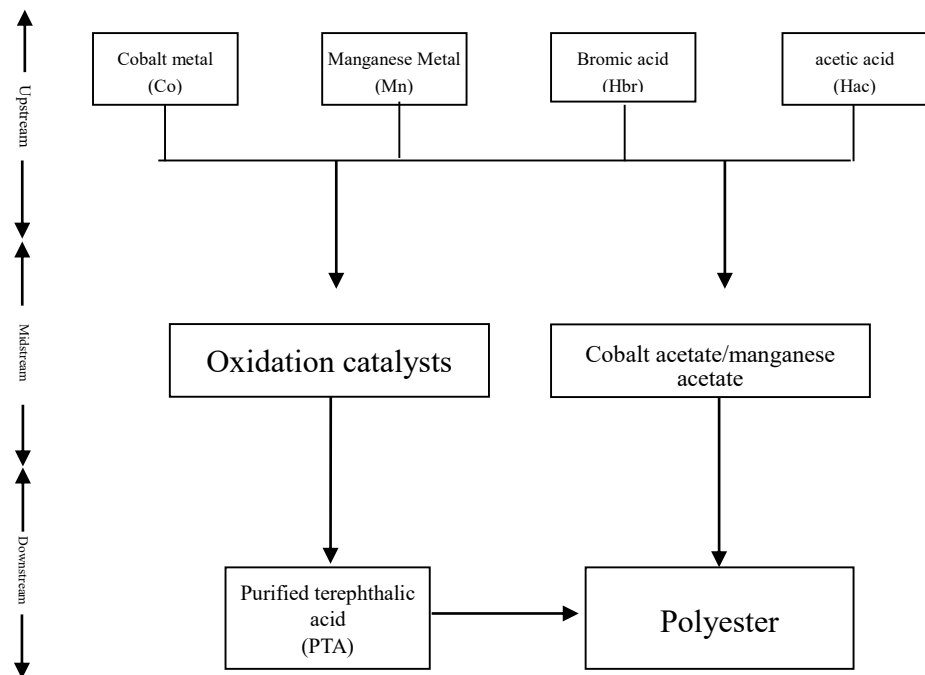 Upstream
Cobalt metal
(Co)
Manganese Metal
(Mn)
Bromic acid
(Hbr)
acetic acid
(Hac)
Midstream
Oxidation catalysts
Cobalt acetate/manganese
acetate
Downstream
Purified terephthalic
acid
(PTA)
Polyester